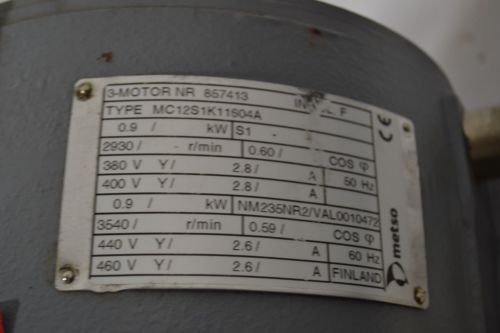 3-MOTOR NR 857413 F
TYPE MC12S1K11604A
0.9 / kW S1
2930 / r/min 0.60 / COS φ
380 V Y / 2.8 / A 50 Hz
400 V Y / 2.8 / A
0.9 / kW NM235NR2/VAL0010472
3540 / r/min 0.59 / COS φ
440 V Y / 2.6 / A 60 Hz
460 V Y / 2.6 / A FINLAND
CE
metso